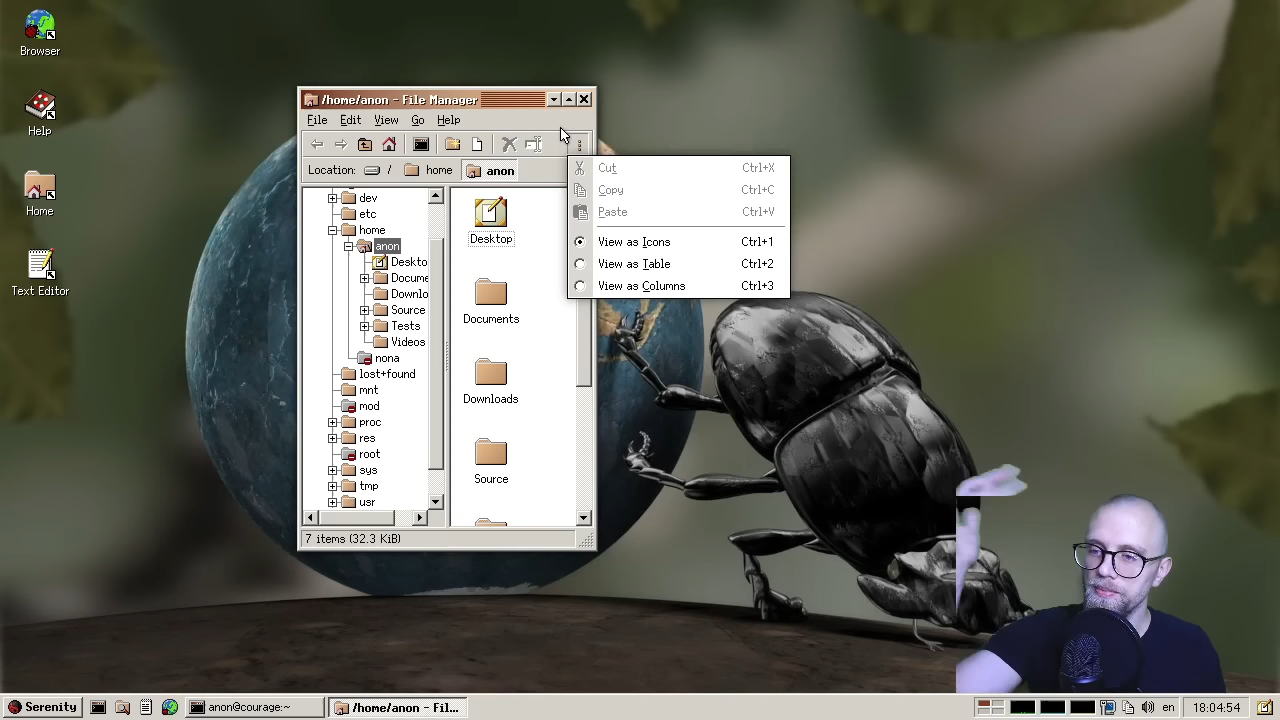 Browser
Help
Home
Text Editor
/home/anon - File Manager
File Edit View Go Help
Location: / home anon
dev
etc
home
anon
Deskto
Docume
Downlo
Source
Tests
Videos
nona
lost+found
mnt
mod
proc
res
root
sys
tmp
usr
Desktop
Documents
Downloads
Source
7 items (32.3 KiB)
Cut Ctrl+X
Copy Ctrl+C
Paste Ctrl+V
View as Icons Ctrl+1
View as Table Ctrl+2
View as Columns Ctrl+3
Serenity anon@courage:~ /home/anon - Fil... en 18:04:54